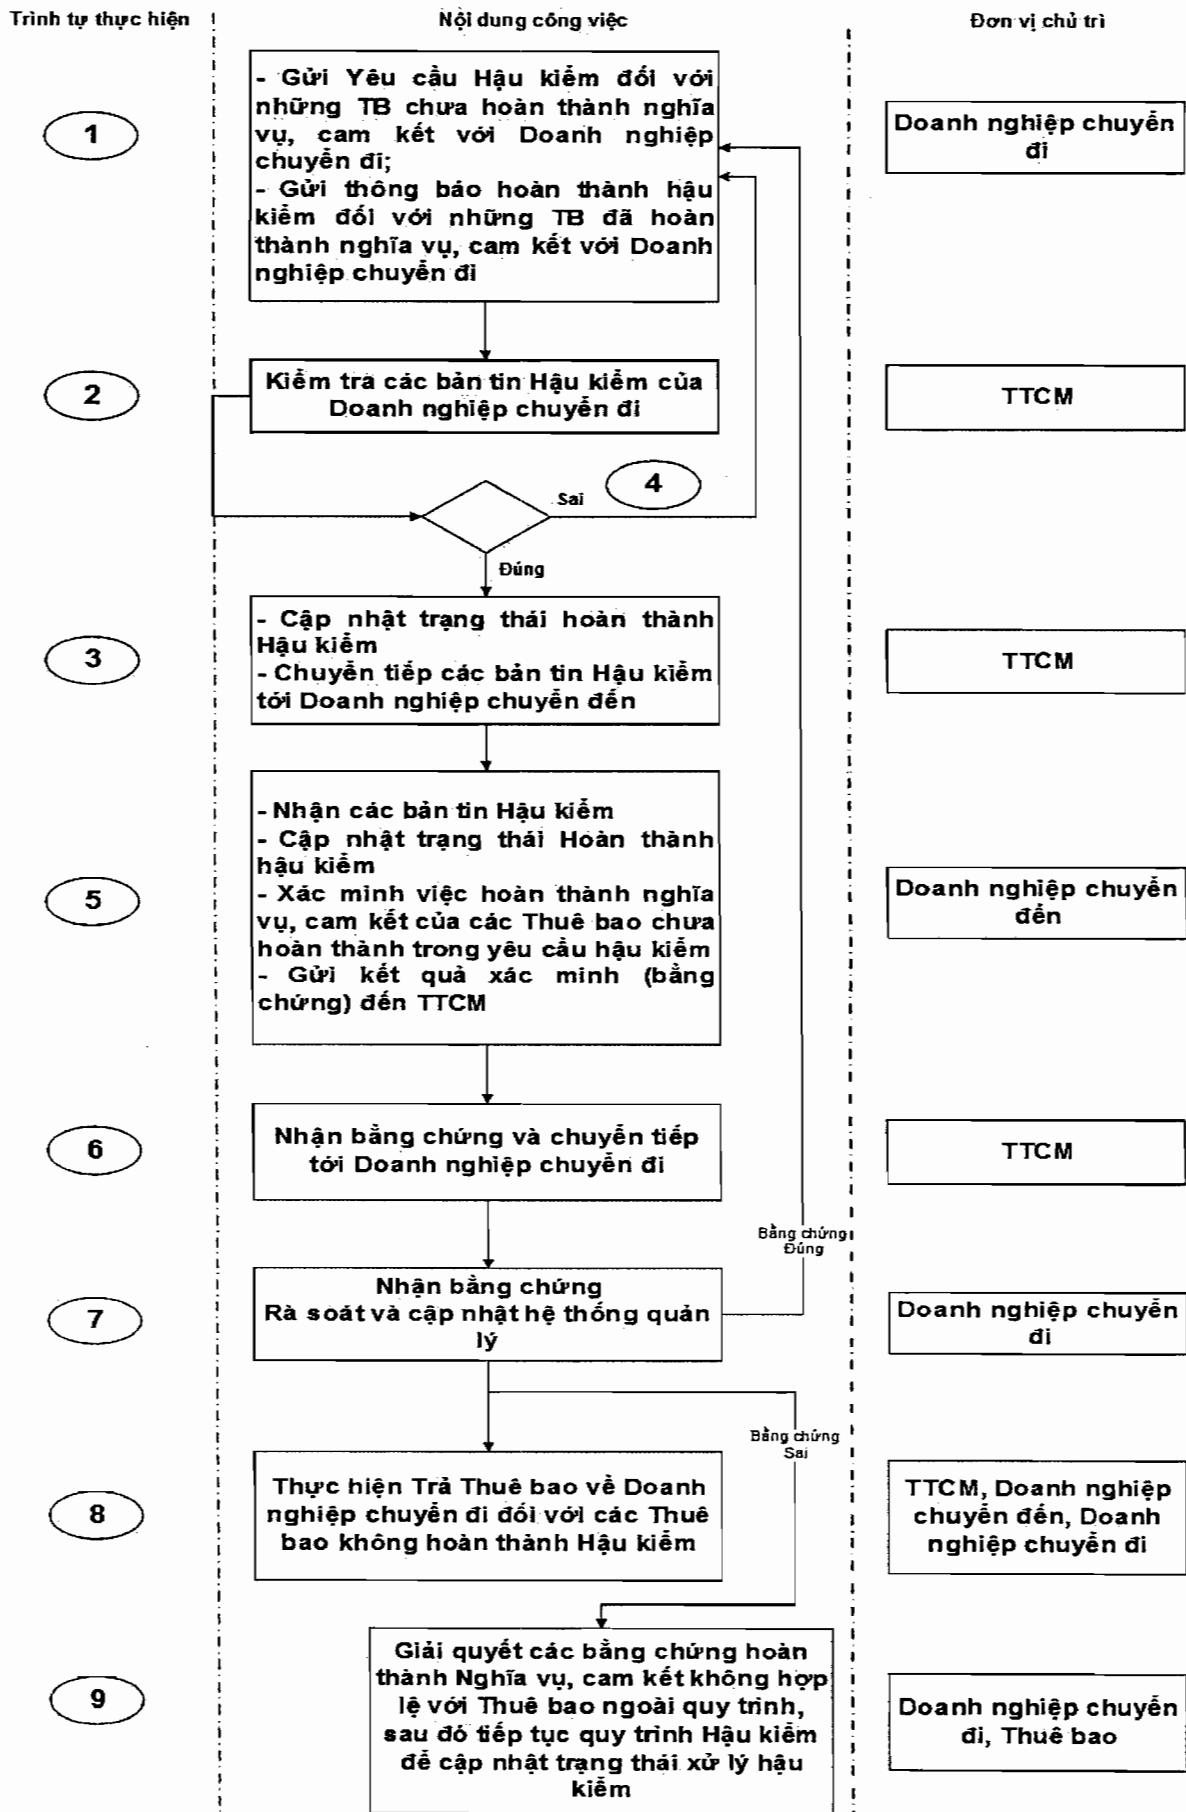 Trình tự thực hiện
Nội dung công việc
Đơn vị chủ trì
1
- Gửi Yêu cầu Hậu kiểm đối với
những TB chưa hoàn thành nghĩa
vụ, cam kết với Doanh nghiệp
chuyển đi;
- Gửi thông báo hoàn thành hậu
kiểm đối với những TB đã hoàn
thành nghĩa vụ, cam kết với Doanh
nghiệp chuyển đi
Doanh nghiệp chuyển
đi
2
Kiểm tra các bản tin Hậu kiểm của
Doanh nghiệp chuyển đi
TTCM
Sai
4
Đúng
3
- Cập nhật trạng thái hoàn thành
Hậu kiểm
- Chuyển tiếp các bản tin Hậu kiểm
tới Doanh nghiệp chuyển đến
TTCM
5
- Nhận các bản tin Hậu kiểm
- Cập nhật trạng thái Hoàn thành
hậu kiểm
- Xác minh việc hoàn thành nghĩa
vụ, cam kết của các Thuê bao chưa
hoàn thành trong yêu cầu hậu kiểm
- Gửi kết quả xác minh (bằng
chứng) đến TTCM
Doanh nghiệp chuyển
đến
6
Nhận bằng chứng và chuyển tiếp
tới Doanh nghiệp chuyển đi
TTCM
Bằng chứng
Đúng
7
Nhận bằng chứng
Rà soát và cập nhật hệ thống quản
lý
Doanh nghiệp chuyển
đi
Bằng chứng
Sai
8
Thực hiện Trả Thuê bao về Doanh
nghiệp chuyển đi đối với các Thuê
bao không hoàn thành Hậu kiểm
TTCM, Doanh nghiệp
chuyển đến, Doanh
nghiệp chuyển đi
9
Giải quyết các bằng chứng hoàn
thành Nghĩa vụ, cam kết không hợp
lệ với Thuê bao ngoài quy trình,
sau đó tiếp tục quy trình Hậu kiểm
để cập nhật trạng thái xử lý hậu
kiểm
Doanh nghiệp chuyển
đi, Thuê bao